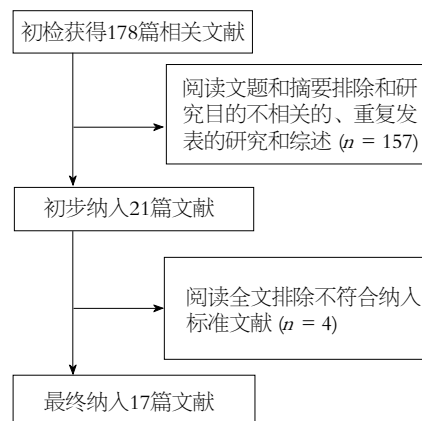 初检获得178篇相关文献
阅读文题和摘要排除和研
究目的不相关的、重复发
表的研究和综述 (n = 157)
初步纳入21篇文献
阅读全文排除不符合纳入
标准文献 (n = 4)
最终纳入17篇文献